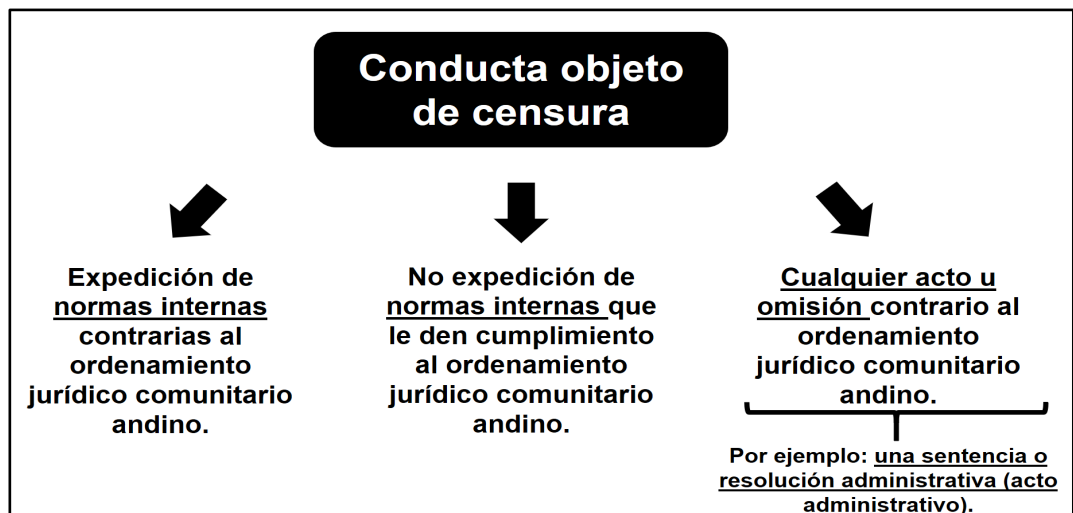 Conducta objeto
de censura
Expedición de
normas internas
contrarias al
ordenamiento
jurídico comunitario
andino.
No expedición de
normas internas que
le den cumplimiento
al ordenamiento
jurídico comunitario
andino.
Cualquier acto u
omisión contrario al
ordenamiento
jurídico comunitario
andino.
Por ejemplo: una sentencia o
resolución administrativa (acto
administrativo).